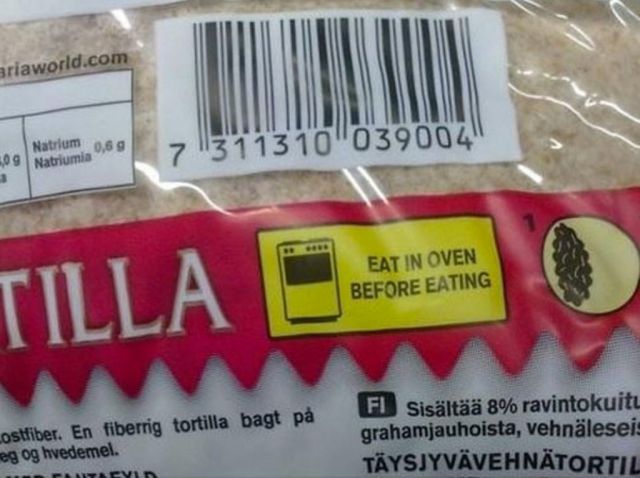 ariaworld.com
Natrium 0,6 g
Natriumia
7 311310 039004
TILLA
EAT IN OVEN
BEFORE EATING
1
ostfiber. En fiberrig tortilla bagt på
eg og hvedemel.
FI Sisältää 8% ravintokuitu
grahamjauhoista, vehnäleseis
TÄYSJYVÄVEHNÄTORTIL